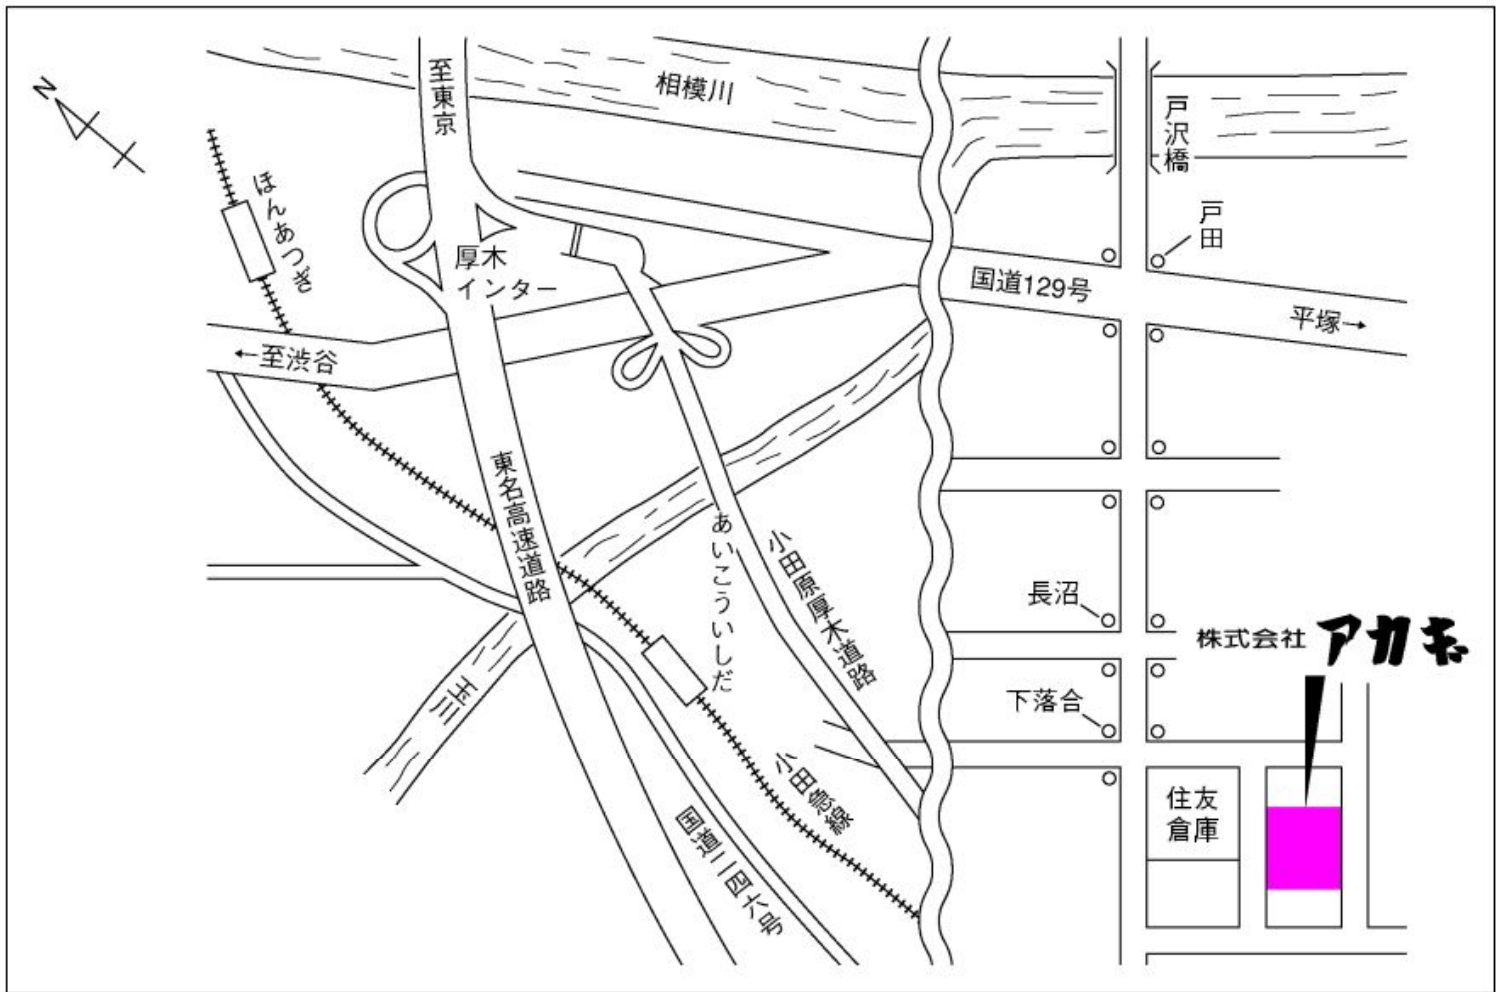 N
至東京
相模川
戸沢橋
ほんあつぎ
戸田
厚木
インター
国道129号
平塚→
←至渋谷
東名高速道路
あいこういしだ
小田原厚木道路
長沼
株式会社 アカギ
玉川
下落合
小田急線
住友
倉庫
国道二四六号